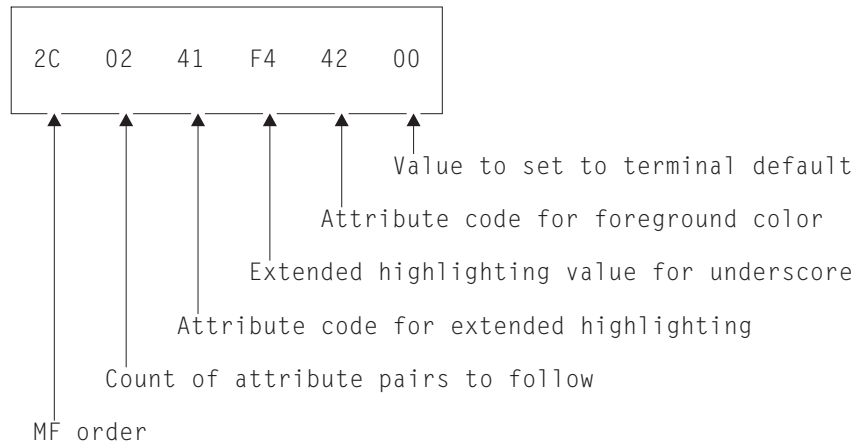 2C 02 41 F4 42 00
Value to set to terminal default
Attribute code for foreground color
Extended highlighting value for underscore
Attribute code for extended highlighting
Count of attribute pairs to follow
MF order